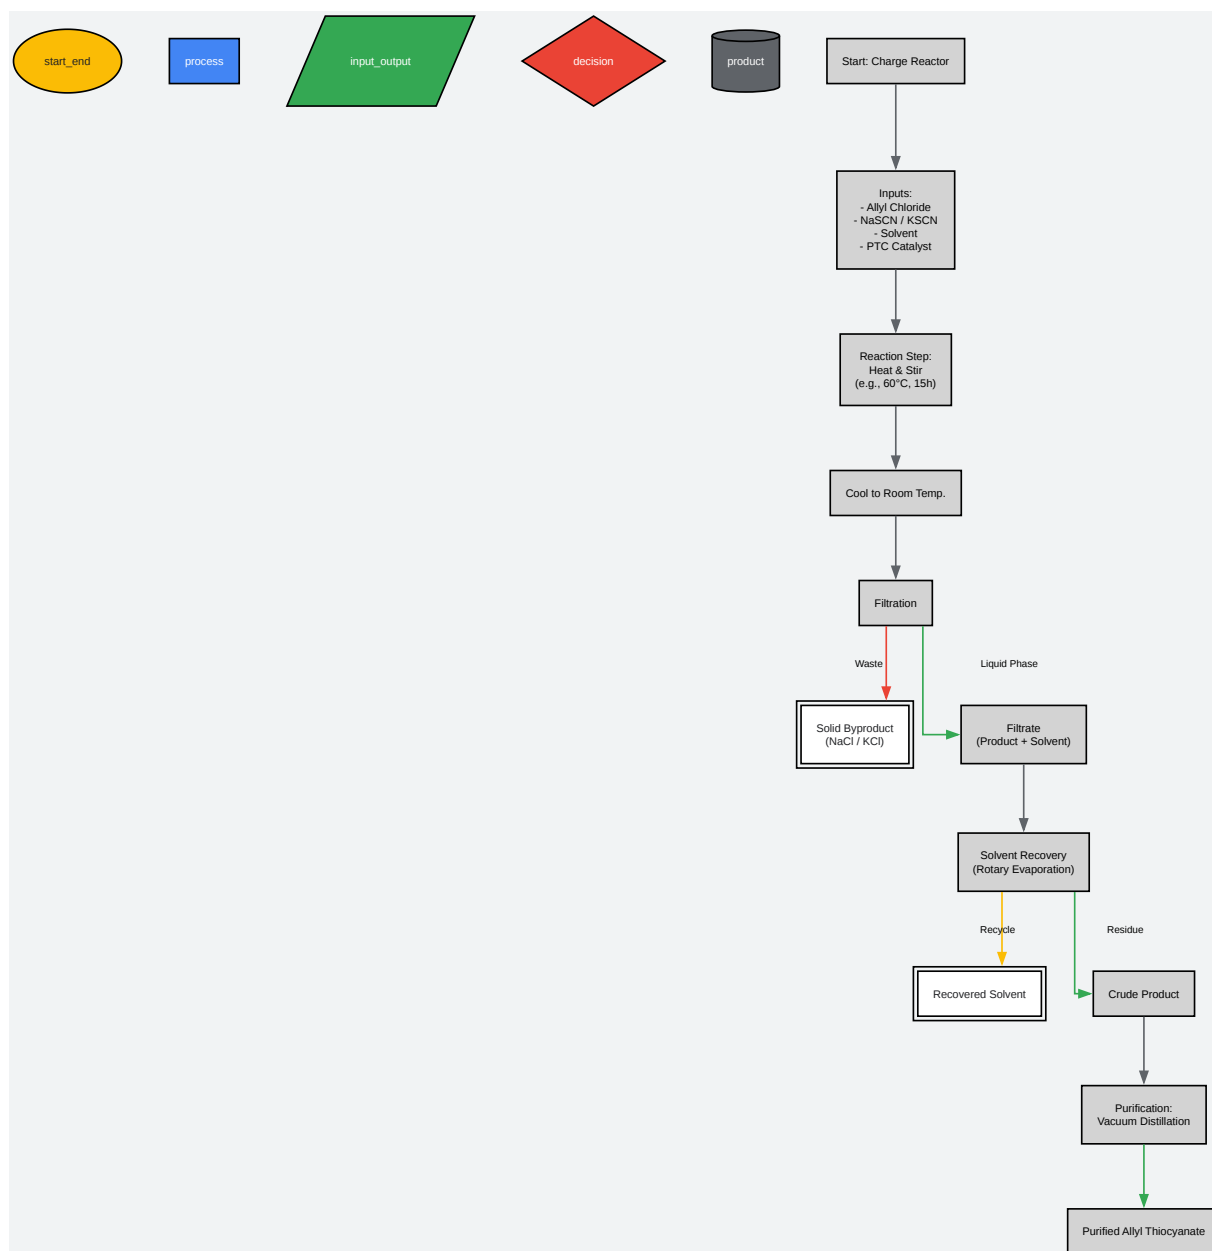 start_end
process
input_output
decision
product
Start: Charge Reactor
Inputs:
- Allyl Chloride
- NaSCN / KSCN
- Solvent
- PTC Catalyst
Reaction Step:
Heat & Stir
(e.g., 60°C, 15h)
Cool to Room Temp.
Filtration
Waste
Liquid Phase
Solid Byproduct
(NaCl / KCl)
Filtrate
(Product + Solvent)
Solvent Recovery
(Rotary Evaporation)
Recycle
Residue
Recovered Solvent
Crude Product
Purification:
Vacuum Distillation
Purified Allyl Thiocyanate